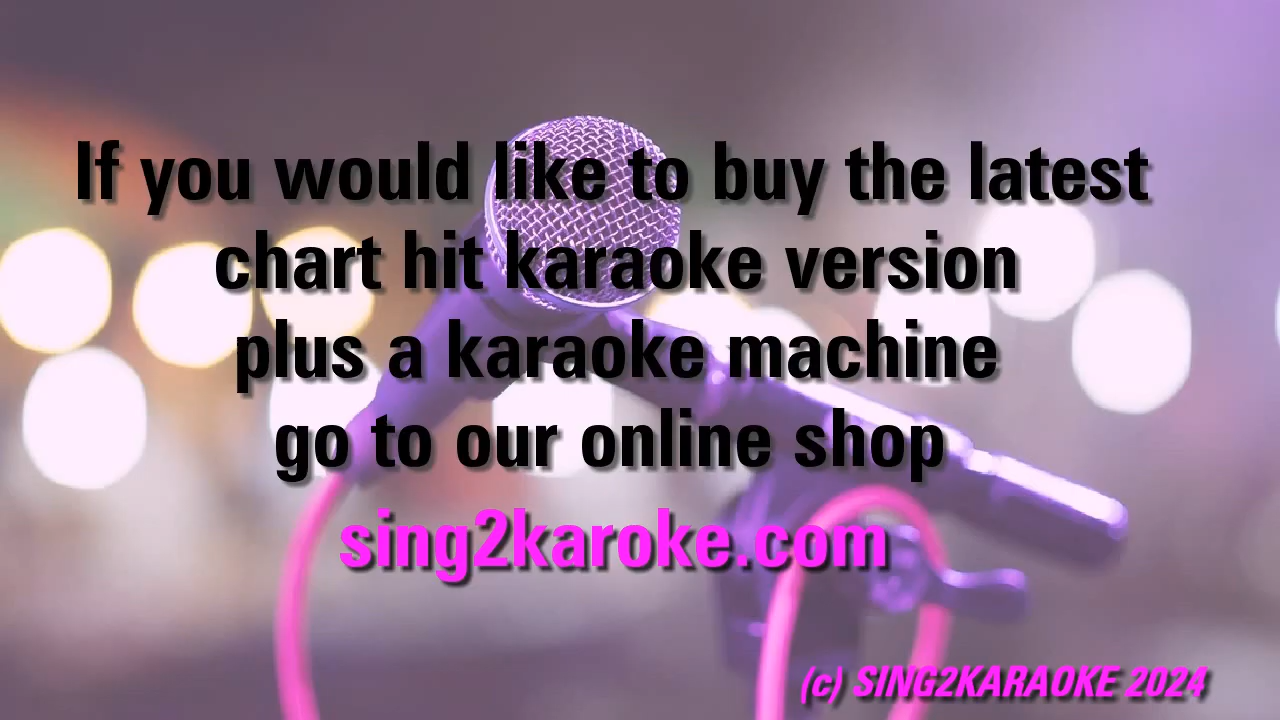 If you would like to buy the latest
chart hit karaoke version
plus a karaoke machine
go to our online shop
sing2karoke.com
(c) SING2KARAOKE 2024